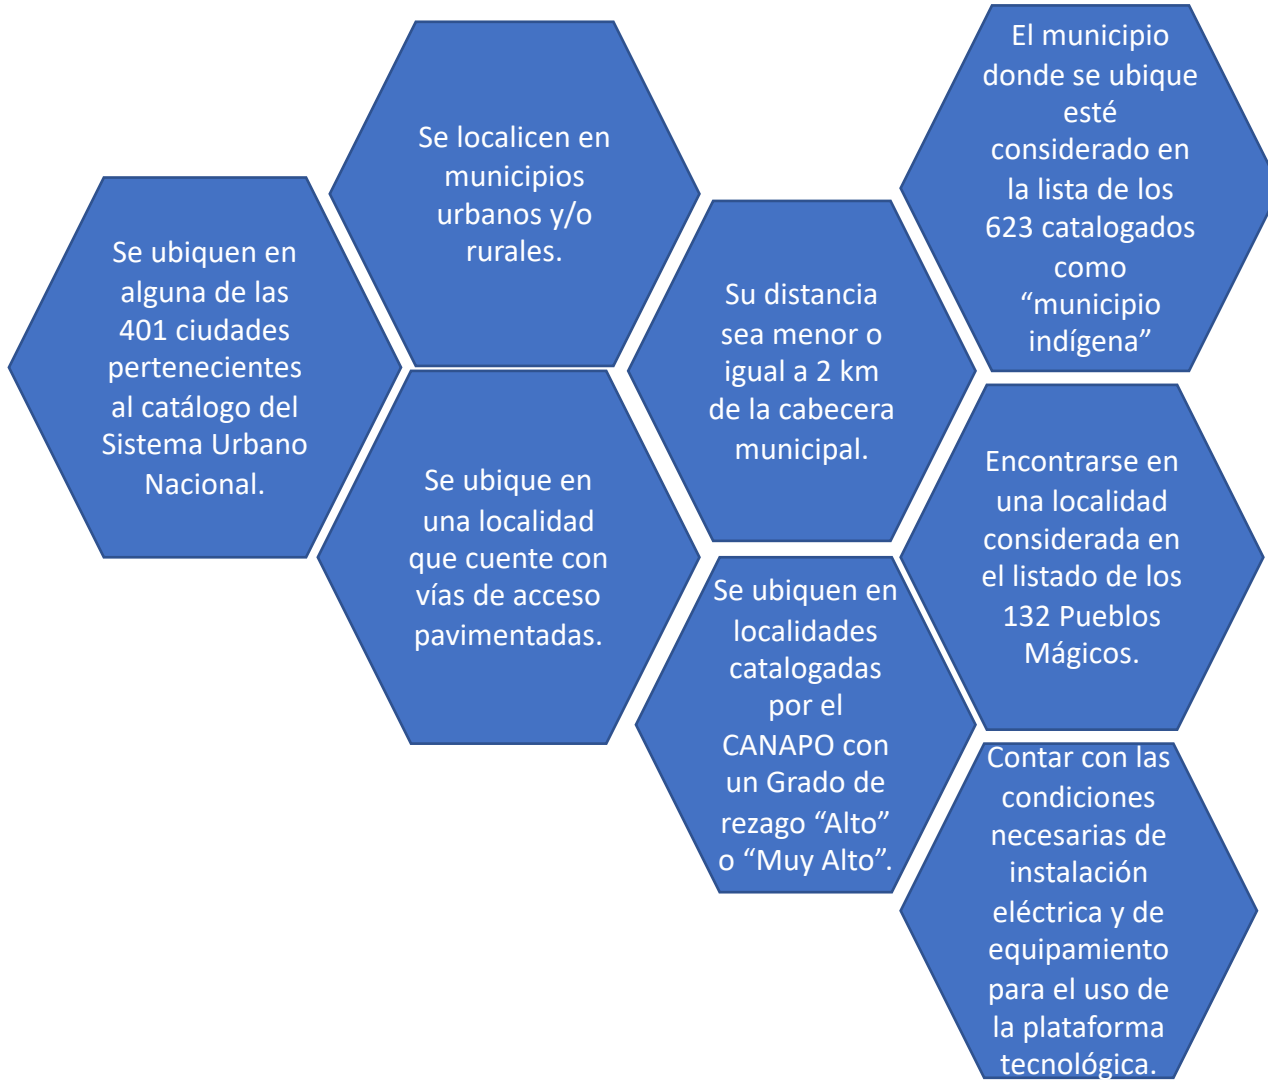 Se ubiquen en
alguna de las
401 ciudades
pertenecientes
al catálogo del
Sistema Urbano
Nacional.
Se localicen en
municipios
urbanos y/o
rurales.
Se ubique en
una localidad
que cuente con
vías de acceso
pavimentadas.
Su distancia
sea menor o
igual a 2 km
de la cabecera
municipal.
Se ubiquen en
localidades
catalogadas
por el
CANAPO con
un Grado de
rezago “Alto”
o “Muy Alto”.
El municipio
donde se ubique
esté
considerado en
la lista de los
623 catalogados
como
“municipio
indígena”
Encontrarse en
una localidad
considerada en
el listado de los
132 Pueblos
Mágicos.
Contar con las
condiciones
necesarias de
instalación
eléctrica y de
equipamiento
para el uso de
la plataforma
tecnológica.